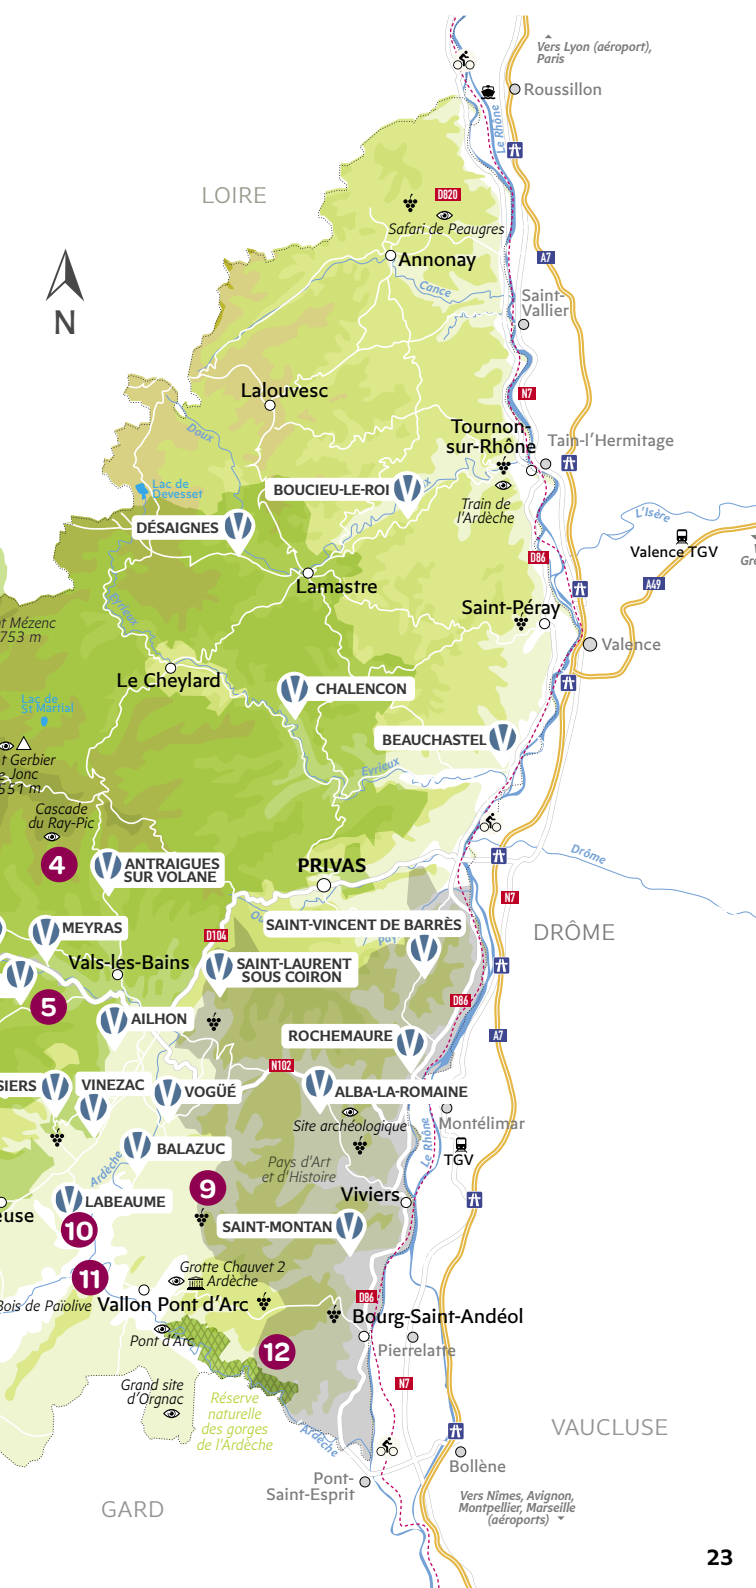 Vers Lyon (aéroport),
Paris
Roussillon
Le Rhône
LOIRE
D820
Safari de Peaugres
Annonay
A7
N
Cance
Saint-
Vallier
Lalouvesc
N7
Doux
Tournon-
sur-Rhône
Tain-l'Hermitage
Lac de
Devesset
BOUCIEU-LE-ROI
Train de
l'Ardèche
L'Isère
DÉSAIGNES
Valence TGV
D86
A49
Lamastre
Eyrieux
Saint-Péray
Valence
t Mézenc
753 m
Le Cheylard
CHALENCON
Lac de
St Martial
BEAUCHASTEL
t Gerbier
e Jonc
551 m
Eyrieux
Cascade
du Ray-Pic
4
ANTRAIGUES
SUR VOLANE
PRIVAS
Drôme
N7
SAINT-VINCENT DE BARRÈS
DRÔME
MEYRAS
D104
Vals-les-Bains
SAINT-LAURENT
SOUS COIRON
5
D86
AILHON
ROCHEMAURE
A7
N102
SIERS
VINEZAC
VOGÜÉ
ALBA-LA-ROMAINE
Site archéologique
Montélimar
Le Rhône
TGV
BALAZUC
Ardèche
Pays d'Art
et d'Histoire
9
LABEAUME
Viviers
euse
10
SAINT-MONTAN
11
Grotte Chauvet 2
Ardèche
Bois de Païolive
Vallon Pont d'Arc
D86
Bourg-Saint-Andéol
Pont d'Arc
12
Pierrelatte
Grand site
d'Orgnac
N7
Réserve
naturelle
des gorges
de l'Ardèche
Ardèche
VAUCLUSE
Bollène
Pont-
Saint-Esprit
GARD
Vers Nîmes, Avignon,
Montpellier, Marseille
(aéroports)
23